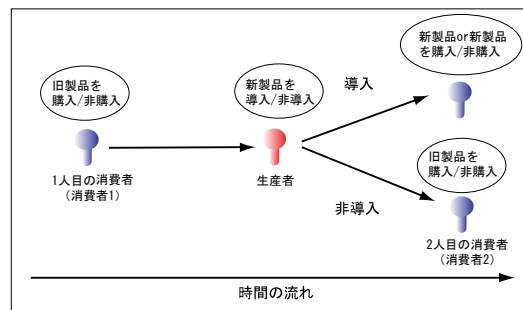 旧製品を
購入/非購入
1人目の消費者
(消費者1)
新製品を
導入/非導入
生産者
導入
非導入
新製品or新製品
を購入/非購入
旧製品を
購入/非購入
2人目の消費者
(消費者2)
時間の流れ